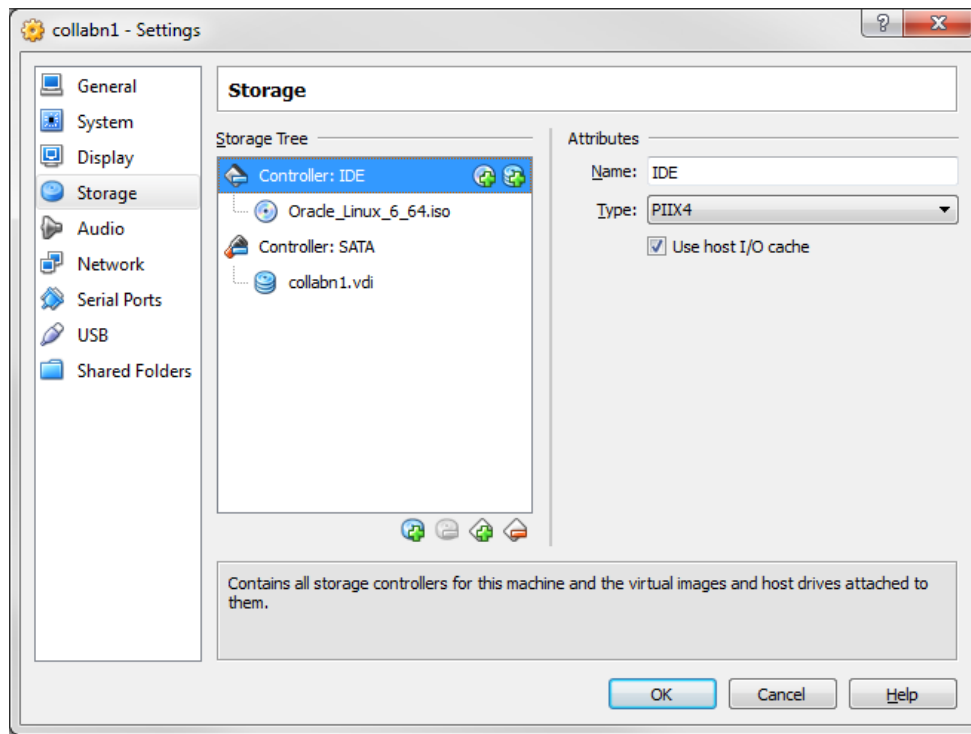 collabn1 - Settings
?
X
General
System
Display
Storage
Audio
Network
Serial Ports
USB
Shared Folders
Storage
Storage Tree
Controller: IDE
Oracle_Linux_6_64.iso
Controller: SATA
collabn1.vdi
Attributes
Name: IDE
Type: PIIX4
Use host I/O cache
Contains all storage controllers for this machine and the virtual images and host drives attached to
them.
OK Cancel Help